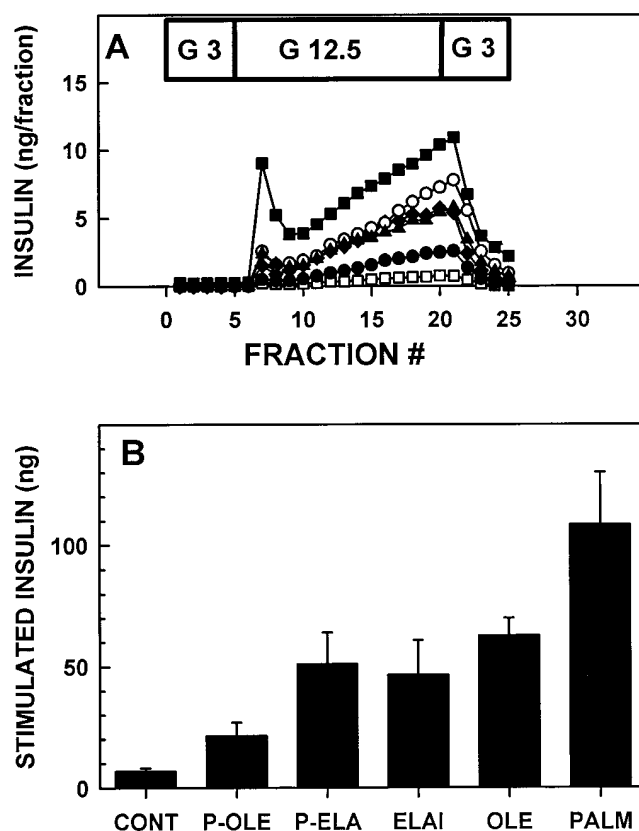 A
G 3
G 12.5
G 3
INSULIN (ng/fraction)
15
10
5
0
0
5
10
15
20
25
30
FRACTION #
B
STIMULATED INSULIN (ng)
100
50
0
CONT
P-OLE
P-ELA
ELAI
OLE
PALM